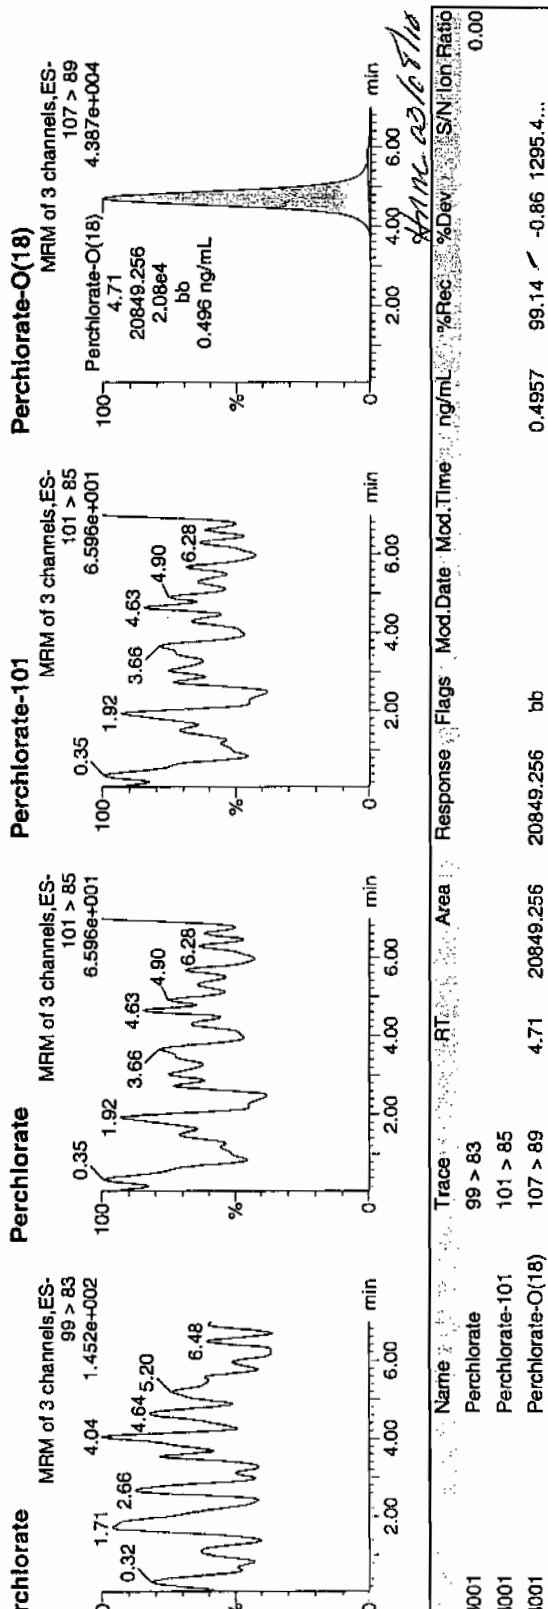 rchlorate
MRM of 3 channels,ES-
99 > 83
1.452e+002
0.32
1.71
2.66
4.04
4.64
5.20
6.48
0
2.00
4.00
6.00
min
Perchlorate
MRM of 3 channels,ES-
101 > 85
6.596e+001
100
%
0
0.35
1.92
3.66
4.63
4.90
6.28
2.00
4.00
6.00
min
Perchlorate-101
MRM of 3 channels,ES-
101 > 85
6.596e+001
100
%
0
0.35
1.92
3.66
4.63
4.90
6.28
2.00
4.00
6.00
min
Perchlorate-O(18)
MRM of 3 channels,ES-
107 > 89
4.387e+004
100
%
0
Perchlorate-O(18)
4.71
20849.256
2.08e4
bb
0.496 ng/mL
2.00
4.00
6.00
min
Name Trace RT Area Response Flags Mod.Date Mod.Time ng/mL %Rec %Dev S/N Ion Ratio
001 Perchlorate 99 > 83 0.00
001 Perchlorate-101 101 > 85
001 Perchlorate-O(18) 107 > 89 4.71 20849.256 20849.256 bb 0.4957 99.14 -0.86 1295.4...